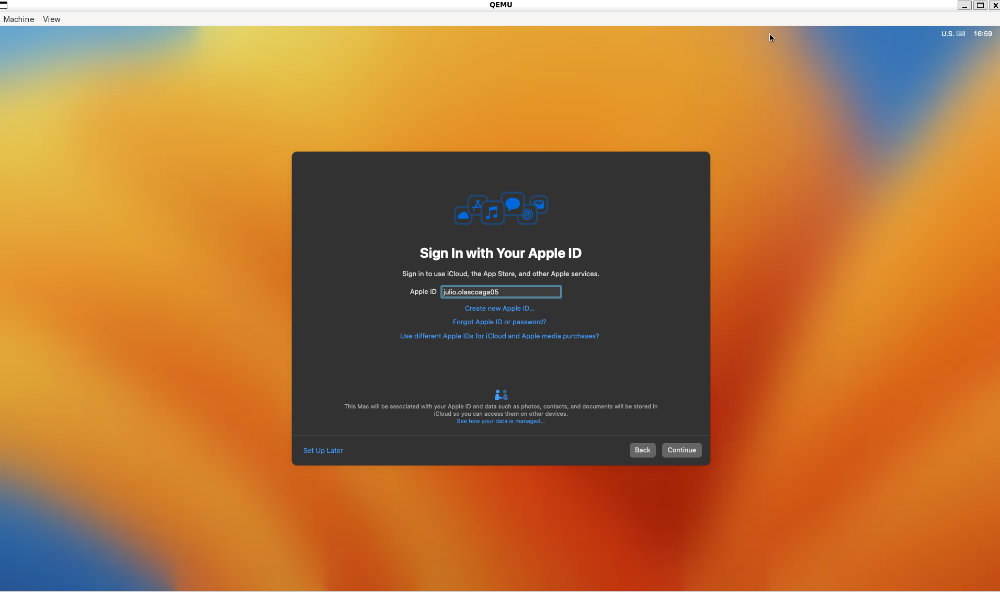 QEMU
Machine View
U.S. 16:59
Sign In with Your Apple ID
Sign in to use iCloud, the App Store, and other Apple services.
Apple ID julio.olascoaga05
Create new Apple ID...
Forgot Apple ID or password?
Use different Apple IDs for iCloud and Apple media purchases?
This Mac will be associated with your Apple ID and data such as photos, contacts, and documents will be stored in
iCloud so you can access them on other devices.
See how your data is managed...
Set Up Later Back Continue